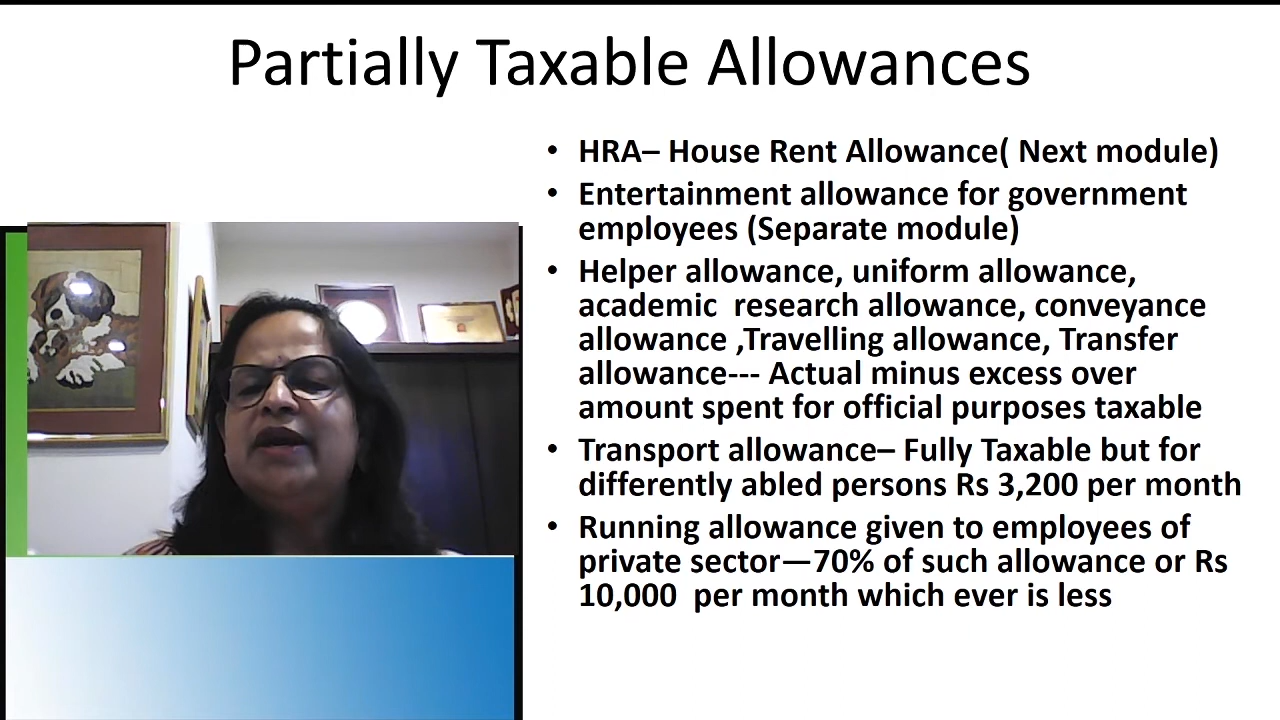 Partially Taxable Allowances
• HRA– House Rent Allowance( Next module)
• Entertainment allowance for government
employees (Separate module)
• Helper allowance, uniform allowance,
academic  research allowance, conveyance
allowance ,Travelling allowance, Transfer
allowance--- Actual minus excess over
amount spent for official purposes taxable
• Transport allowance– Fully Taxable but for
differently abled persons Rs 3,200 per month
• Running allowance given to employees of
private sector—70% of such allowance or Rs
10,000  per month which ever is less